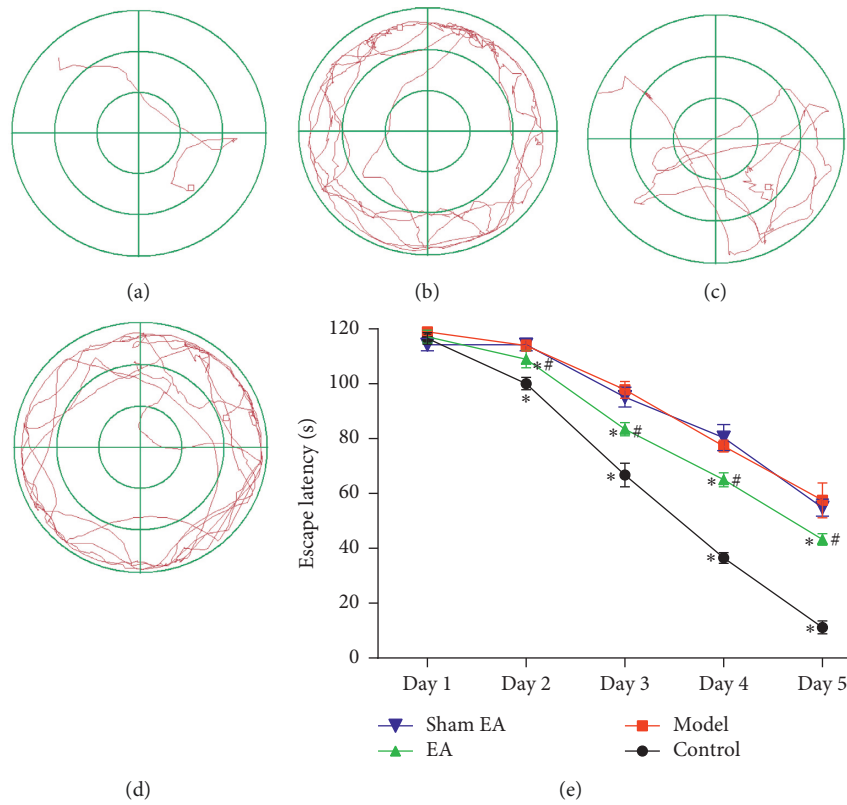 (a)
(b)
(c)
(d)
Escape latency (s)
120
100
80
60
40
20
0
*#
*
* #
*
* #
*
* #
*
Day 1 Day 2 Day 3 Day 4 Day 5
Sham EA Model
EA Control
(e)